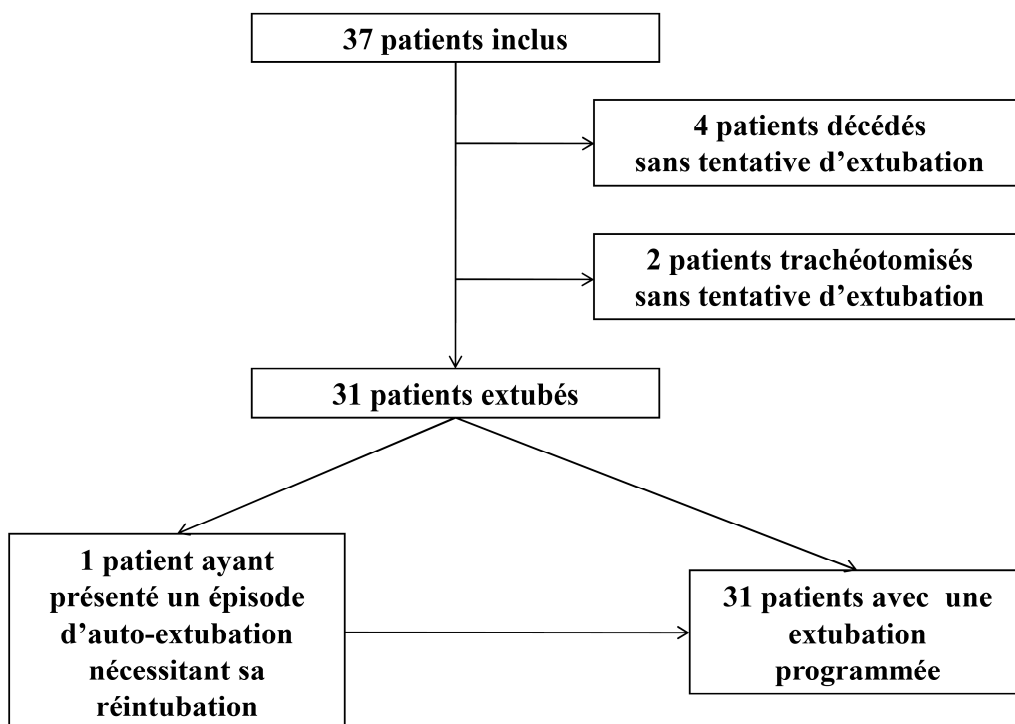 37 patients inclus
4 patients décédés
sans tentative d’extubation
2 patients trachéotomisés
sans tentative d’extubation
31 patients extubés
1 patient ayant
présenté un épisode
d’auto-extubation
nécessitant sa
réintubation
31 patients avec une
extubation
programmée